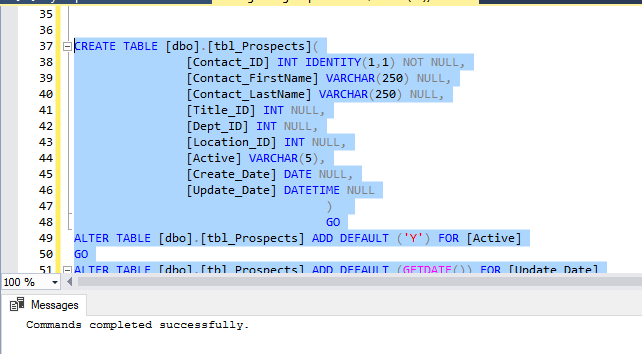 35
36
37 CREATE TABLE [dbo].[tbl_Prospects](
38 [Contact_ID] INT IDENTITY(1,1) NOT NULL,
39 [Contact_FirstName] VARCHAR(250) NULL,
40 [Contact_LastName] VARCHAR(250) NULL,
41 [Title_ID] INT NULL,
42 [Dept_ID] INT NULL,
43 [Location_ID] INT NULL,
44 [Active] VARCHAR(5),
45 [Create_Date] DATE NULL,
46 [Update_Date] DATETIME NULL
47 )
48 GO
49 ALTER TABLE [dbo].[tbl_Prospects] ADD DEFAULT ('Y') FOR [Active]
50 GO
51 ALTER TABLE [dbo].[tbl_Prospects] ADD DEFAULT (GETDATE()) FOR [Update_Date]
100 %
Messages
Commands completed successfully.